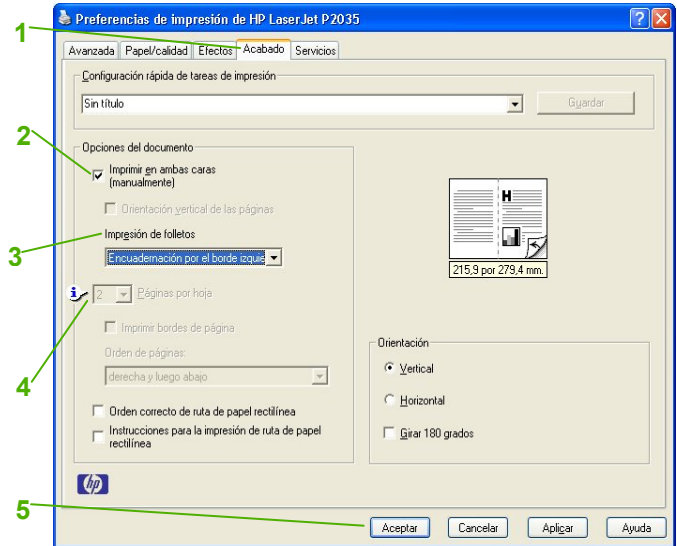 Preferencias de impresión de HP LaserJet P2035
1
Avanzada Papel/calidad Efectos Acabado Servicios
Configuración rápida de tareas de impresión
Sin título
Guardar
2
Opciones del documento
Imprimir en ambas caras
(manualmente)
Orientación vertical de las páginas
3
Impresión de folletos
Encuadernación por el borde izquie
H
215,9 por 279,4 mm.
2 Páginas por hoja
Imprimir bordes de página
Orden de páginas:
4
derecha y luego abajo
Orden correcto de ruta de papel rectilínea
Instrucciones para la impresión de ruta de papel
rectilínea
Orientación
Vertical
Horizontal
Girar 180 grados
hp
5
Aceptar Cancelar Aplicar Ayuda